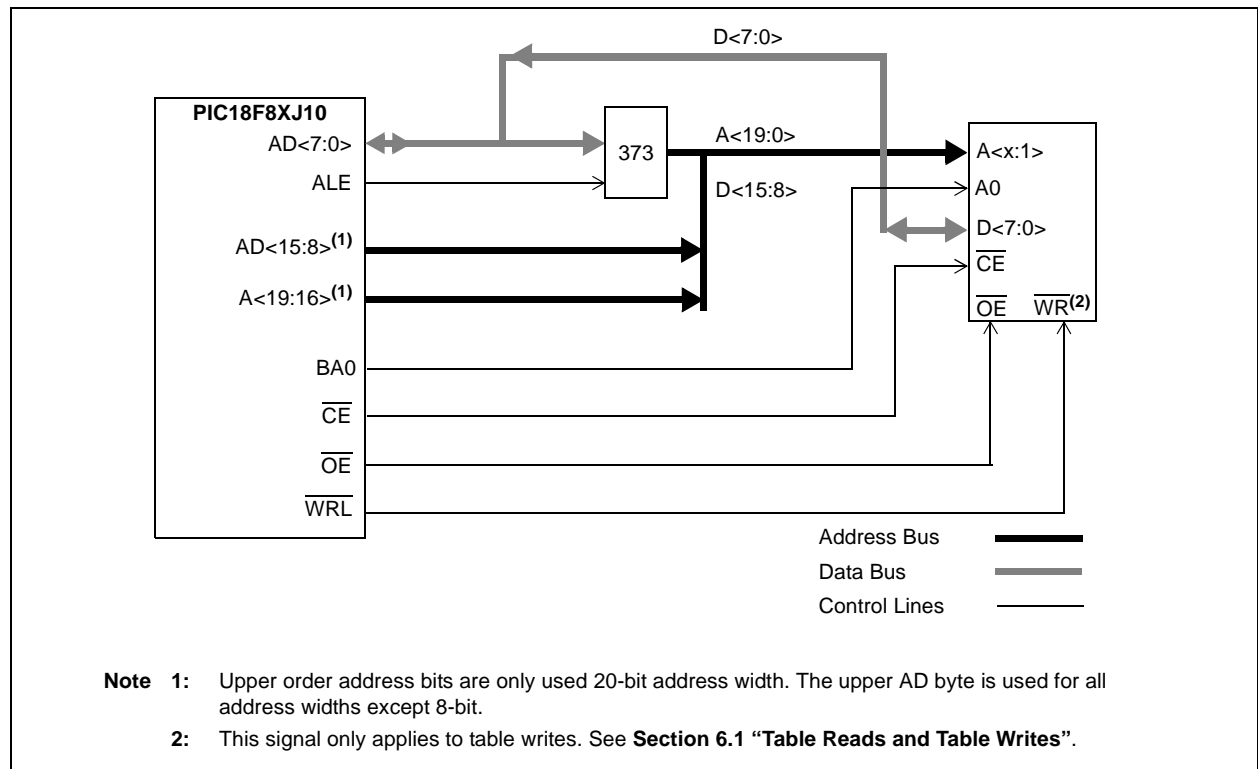 D<7:0>
PIC18F8XJ10
AD<7:0>
373
A<19:0>
A<x:1>
ALE
D<15:8>
A0
AD<15:8>(1)
D<7:0>
CE
A<19:16>(1)
OE WR(2)
BA0
CE
OE
WRL
Address Bus
Data Bus
Control Lines
Note 1: Upper order address bits are only used 20-bit address width. The upper AD byte is used for all
address widths except 8-bit.
2: This signal only applies to table writes. See Section 6.1 “Table Reads and Table Writes”.